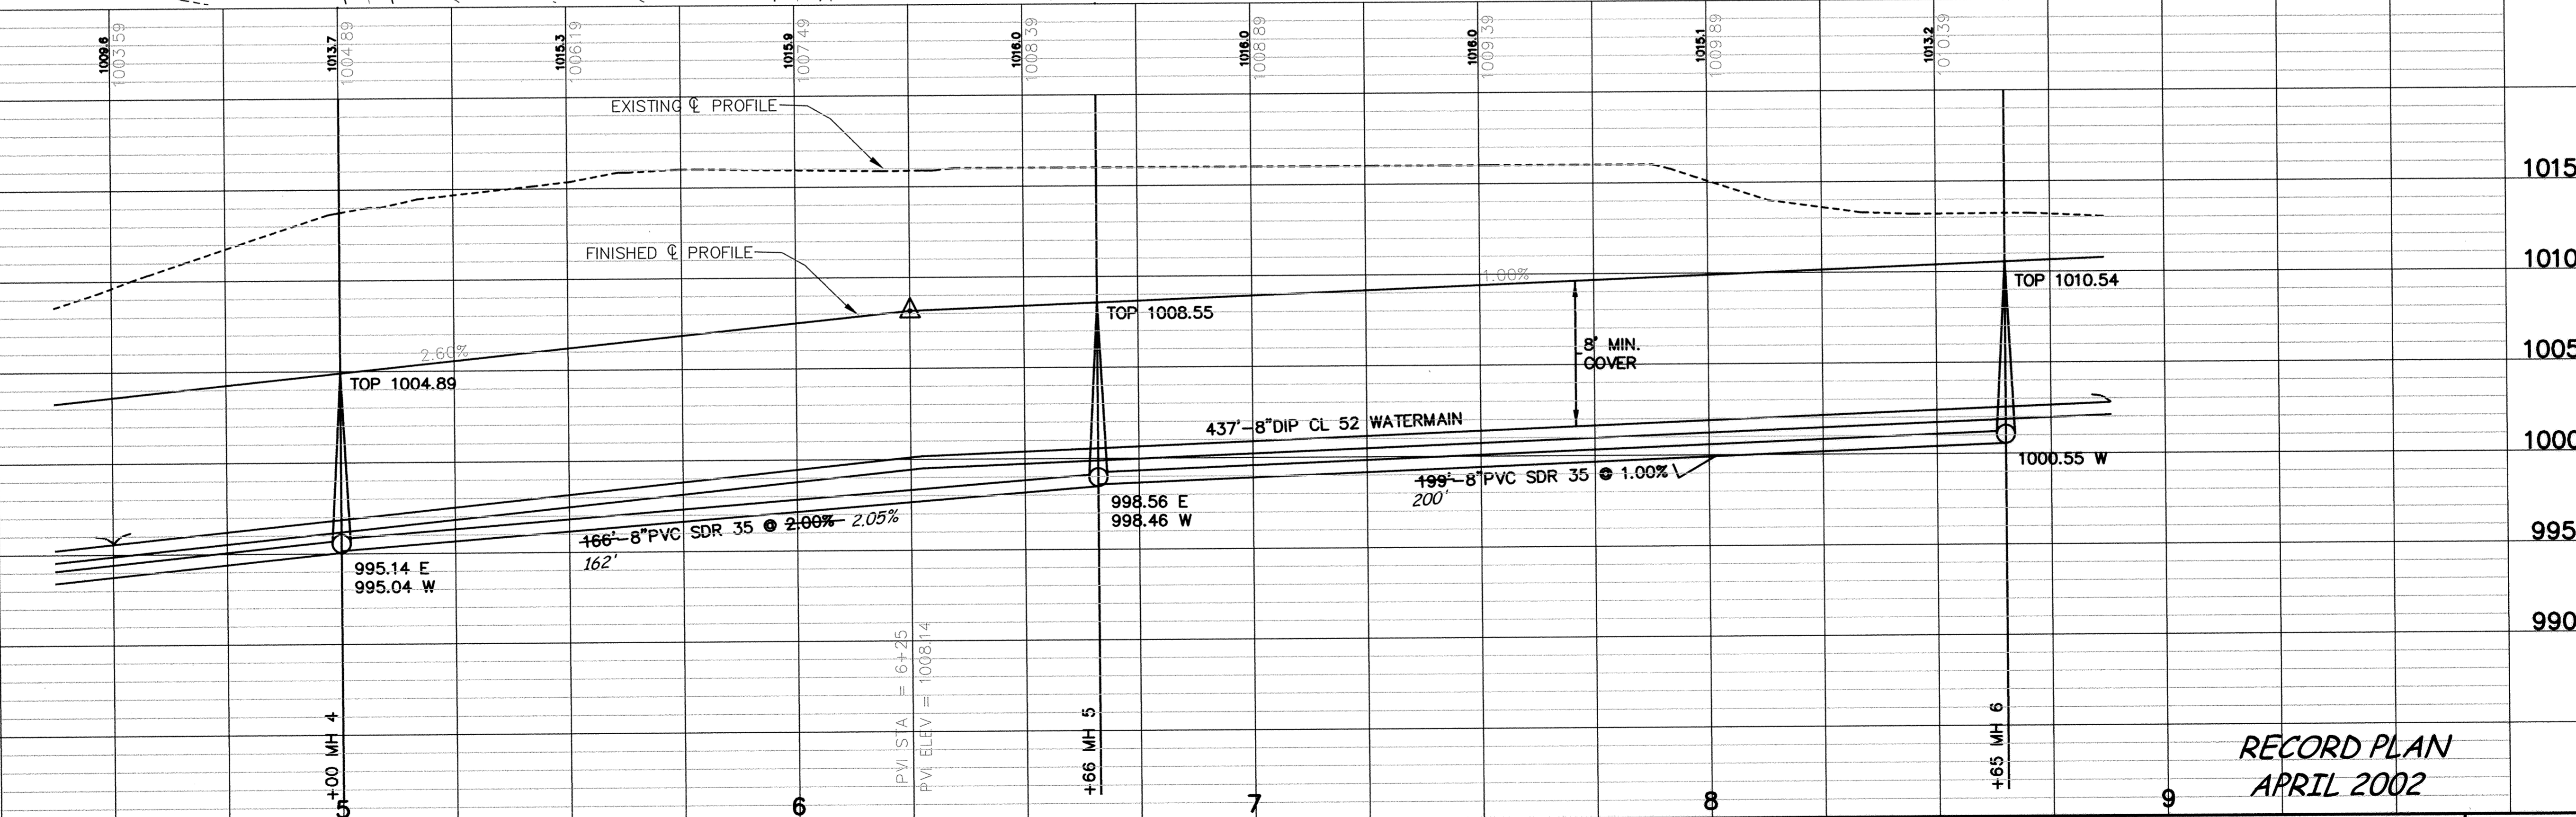 1009.6
1003.59
1013.7
1004.89
1015.3
1006.19
1015.9
1007.49
1016.0
1008.39
1016.0
1008.89
1016.0
1009.39
1015.1
1009.89
1013.2
1010.39
EXISTING ℄ PROFILE
1015
FINISHED ℄ PROFILE
1010
1.00%
TOP 1010.54
TOP 1008.55
2.60%
8' MIN.
COVER
1005
TOP 1004.89
437'-8"DIP CL 52 WATERMAIN
1000
1000.55 W
199'-8"PVC SDR 35 @ 1.00%
200'
998.56 E
998.46 W
166'-8"PVC SDR 35 @ 2.00% 2.05%
162'
995
995.14 E
995.04 W
990
PVI STA = 6+25
PVI ELEV = 1008.14
+00 MH 4
+66 MH 5
+65 MH 6
RECORD PLAN
APRIL 2002
5
6
7
8
9